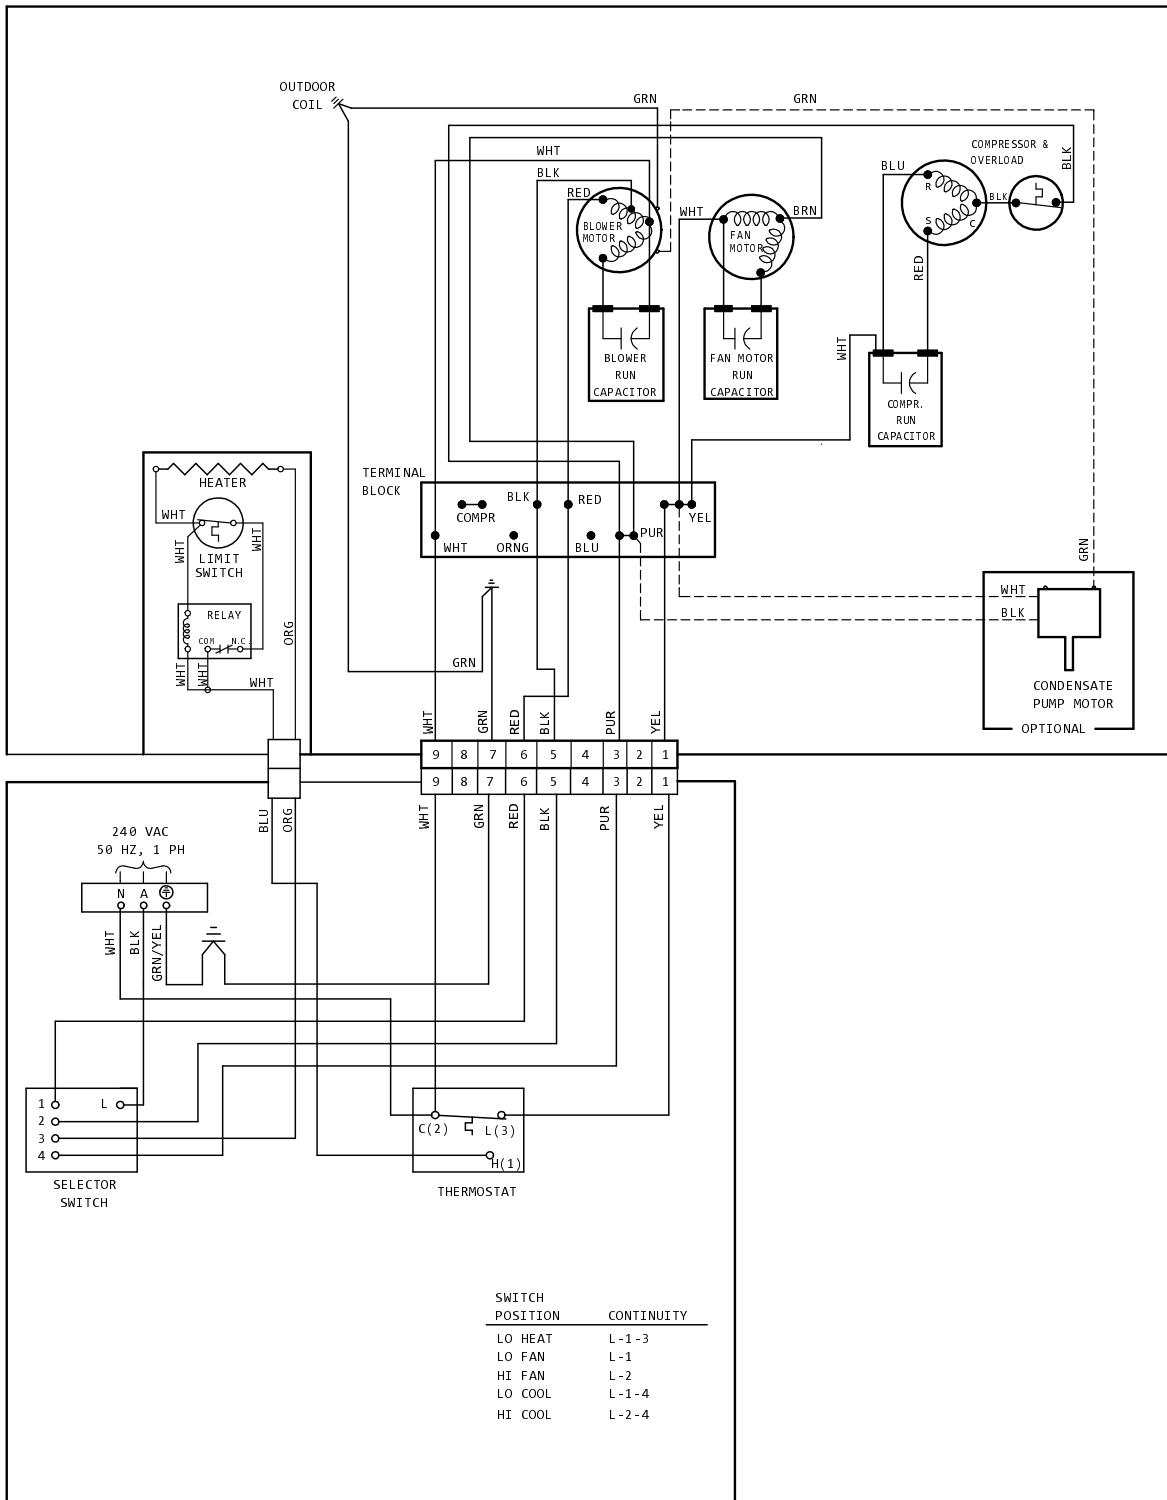 OUTDOOR
COIL
GRN
GRN
WHT
BLK
RED
BLOWER
MOTOR
WHT
FAN
MOTOR
BRN
COMPRESSOR &
OVERLOAD
BLK
BLU
R
S
C
BLK
RED
WHT
BLOWER
RUN
CAPACITOR
FAN MOTOR
RUN
CAPACITOR
COMPR.
RUN
CAPACITOR
TERMINAL
BLOCK
BLK
RED
COMPR
YEL
WHT
ORNG
BLU
PUR
HEATER
WHT
WHT
WHT
LIMIT
SWITCH
RELAY
COM
N.C.
ORG
WHT
WHT
WHT
GRN
GRN
WHT
BLK
CONDENSATE
PUMP MOTOR
OPTIONAL
WHT
GRN
RED
BLK
PUR
YEL
9 8 7 6 5 4 3 2 1
9 8 7 6 5 4 3 2 1
BLU
ORG
WHT
GRN
RED
BLK
PUR
YEL
240 VAC
50 HZ, 1 PH
N A
WHT
BLK
GRN/YEL
1
L
2
3
4
SELECTOR
SWITCH
C(2)
L(3)
H(1)
THERMOSTAT
SWITCH
POSITION CONTINUITY
LO HEAT L-1-3
LO FAN L-1
HI FAN L-2
LO COOL L-1-4
HI COOL L-2-4